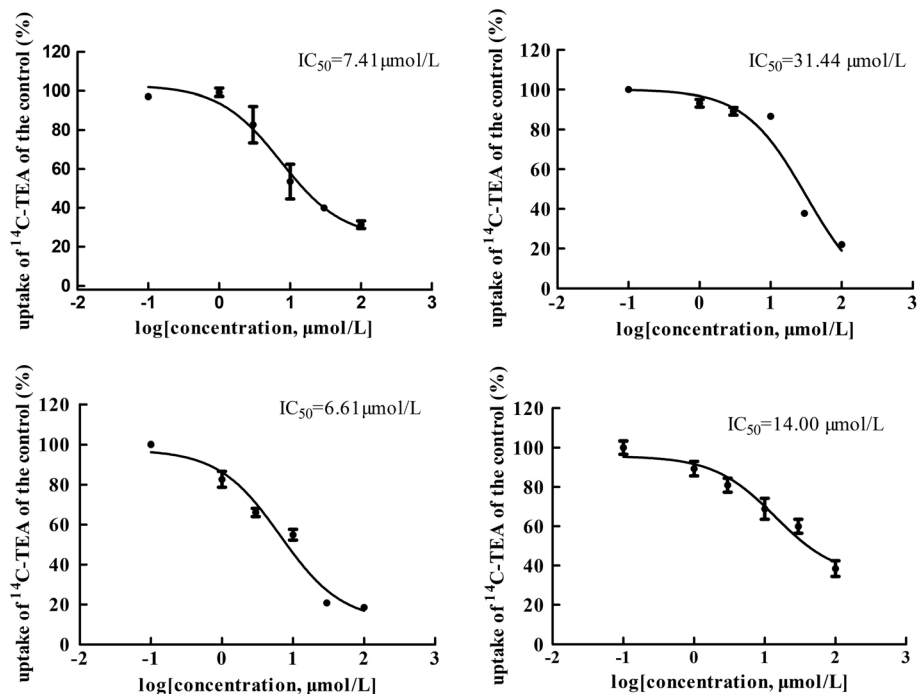 uptake of ¹⁴C-TEA of the control (%)
120
100
80
60
40
20
0
IC₅₀=7.41μmol/L
-2 -1 0 1 2 3
log[concentration, μmol/L]
uptake of ¹⁴C-TEA of the control (%)
120
100
80
60
40
20
0
IC₅₀=31.44 μmol/L
-2 -1 0 1 2 3
log[concentration, μmol/L]
uptake of ¹⁴C-TEA of the control (%)
120
100
80
60
40
20
0
IC₅₀=6.61μmol/L
-2 -1 0 1 2 3
log[concentration, μmol/L]
uptake of ¹⁴C-TEA of the control (%)
120
100
80
60
40
20
0
IC₅₀=14.00 μmol/L
-2 -1 0 1 2 3
log[concentration, μmol/L]